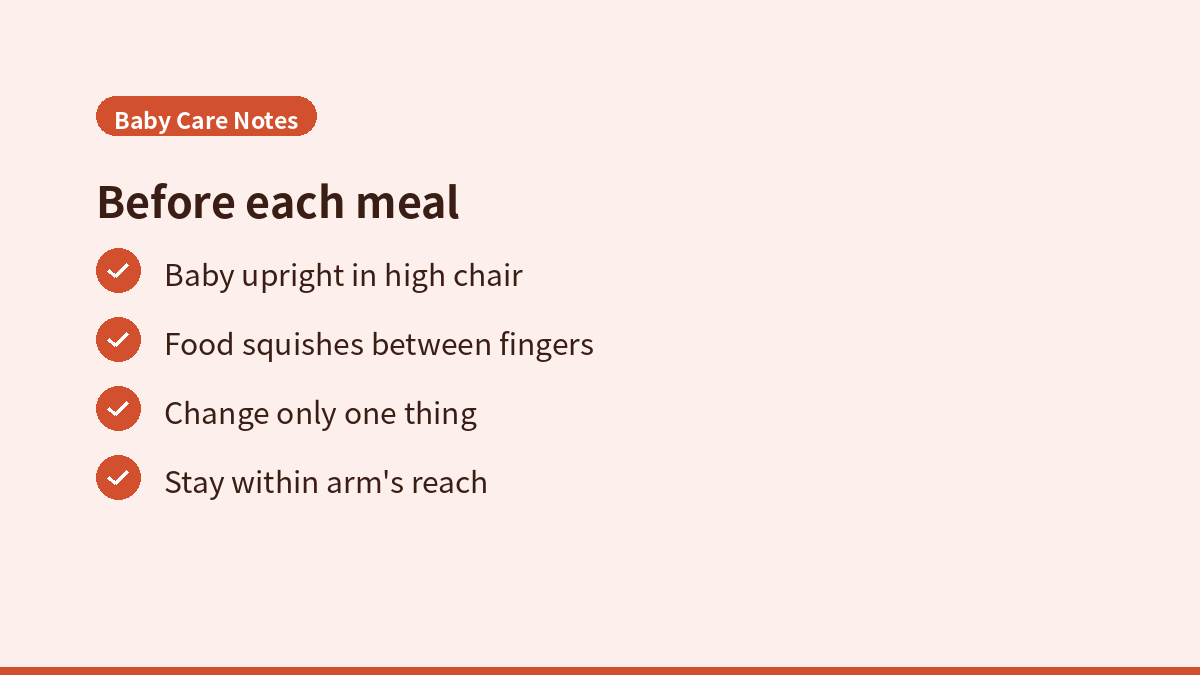 Baby Care Notes
Before each meal
Baby upright in high chair
Food squishes between fingers
Change only one thing
Stay within arm's reach